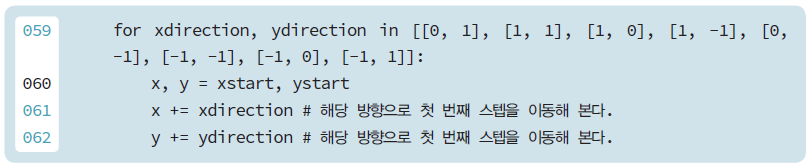 059 for xdirection, ydirection in [[0, 1], [1, 1], [1, 0], [1, -1], [0,
-1], [-1, -1], [-1, 0], [-1, 1]]:
060 x, y = xstart, ystart
061 x += xdirection # 해당 방향으로 첫 번째 스텝을 이동해 본다.
062 y += ydirection # 해당 방향으로 첫 번째 스텝을 이동해 본다.